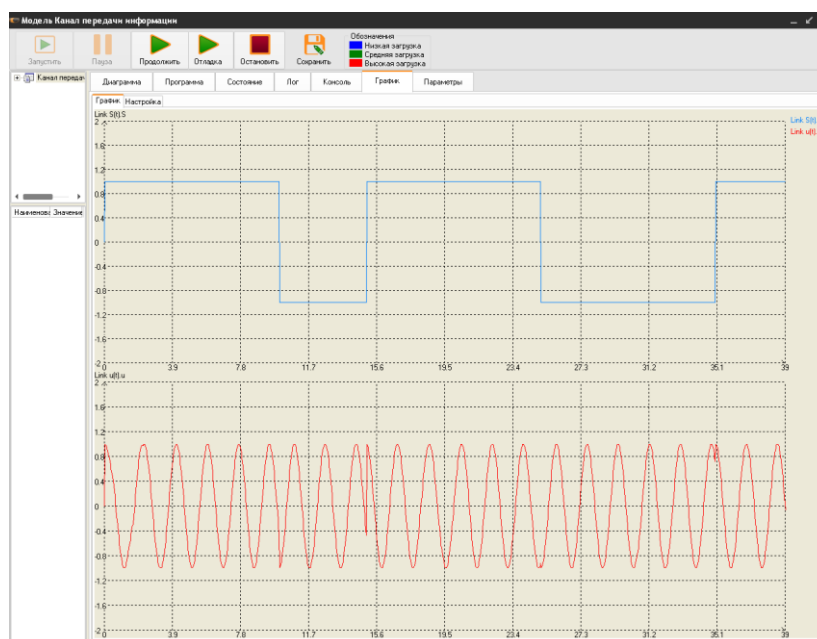 Модель Канал передачи информации
Запустить Пауза Продолжить Отладка Остановить Сохранить
Обозначения
Низкая загрузка
Средняя загрузка
Высокая загрузка
Канал передач
Диаграмма Программа Состояние Лог Консоль График Параметры
График Настройка
Наименова Значение
Link S(t).S
2
1.6
1.2
0.8
0.4
0
-0.4
-0.8
-1.2
-1.6
-2
0 3.9 7.8 11.7 15.6 19.5 23.4 27.3 31.2 35.1 39
Link S(t)
Link u(t).
Link u(t).u
2
1.6
1.2
0.8
0.4
0
-0.4
-0.8
-1.2
-1.6
-2
0 3.9 7.8 11.7 15.6 19.5 23.4 27.3 31.2 35.1 39